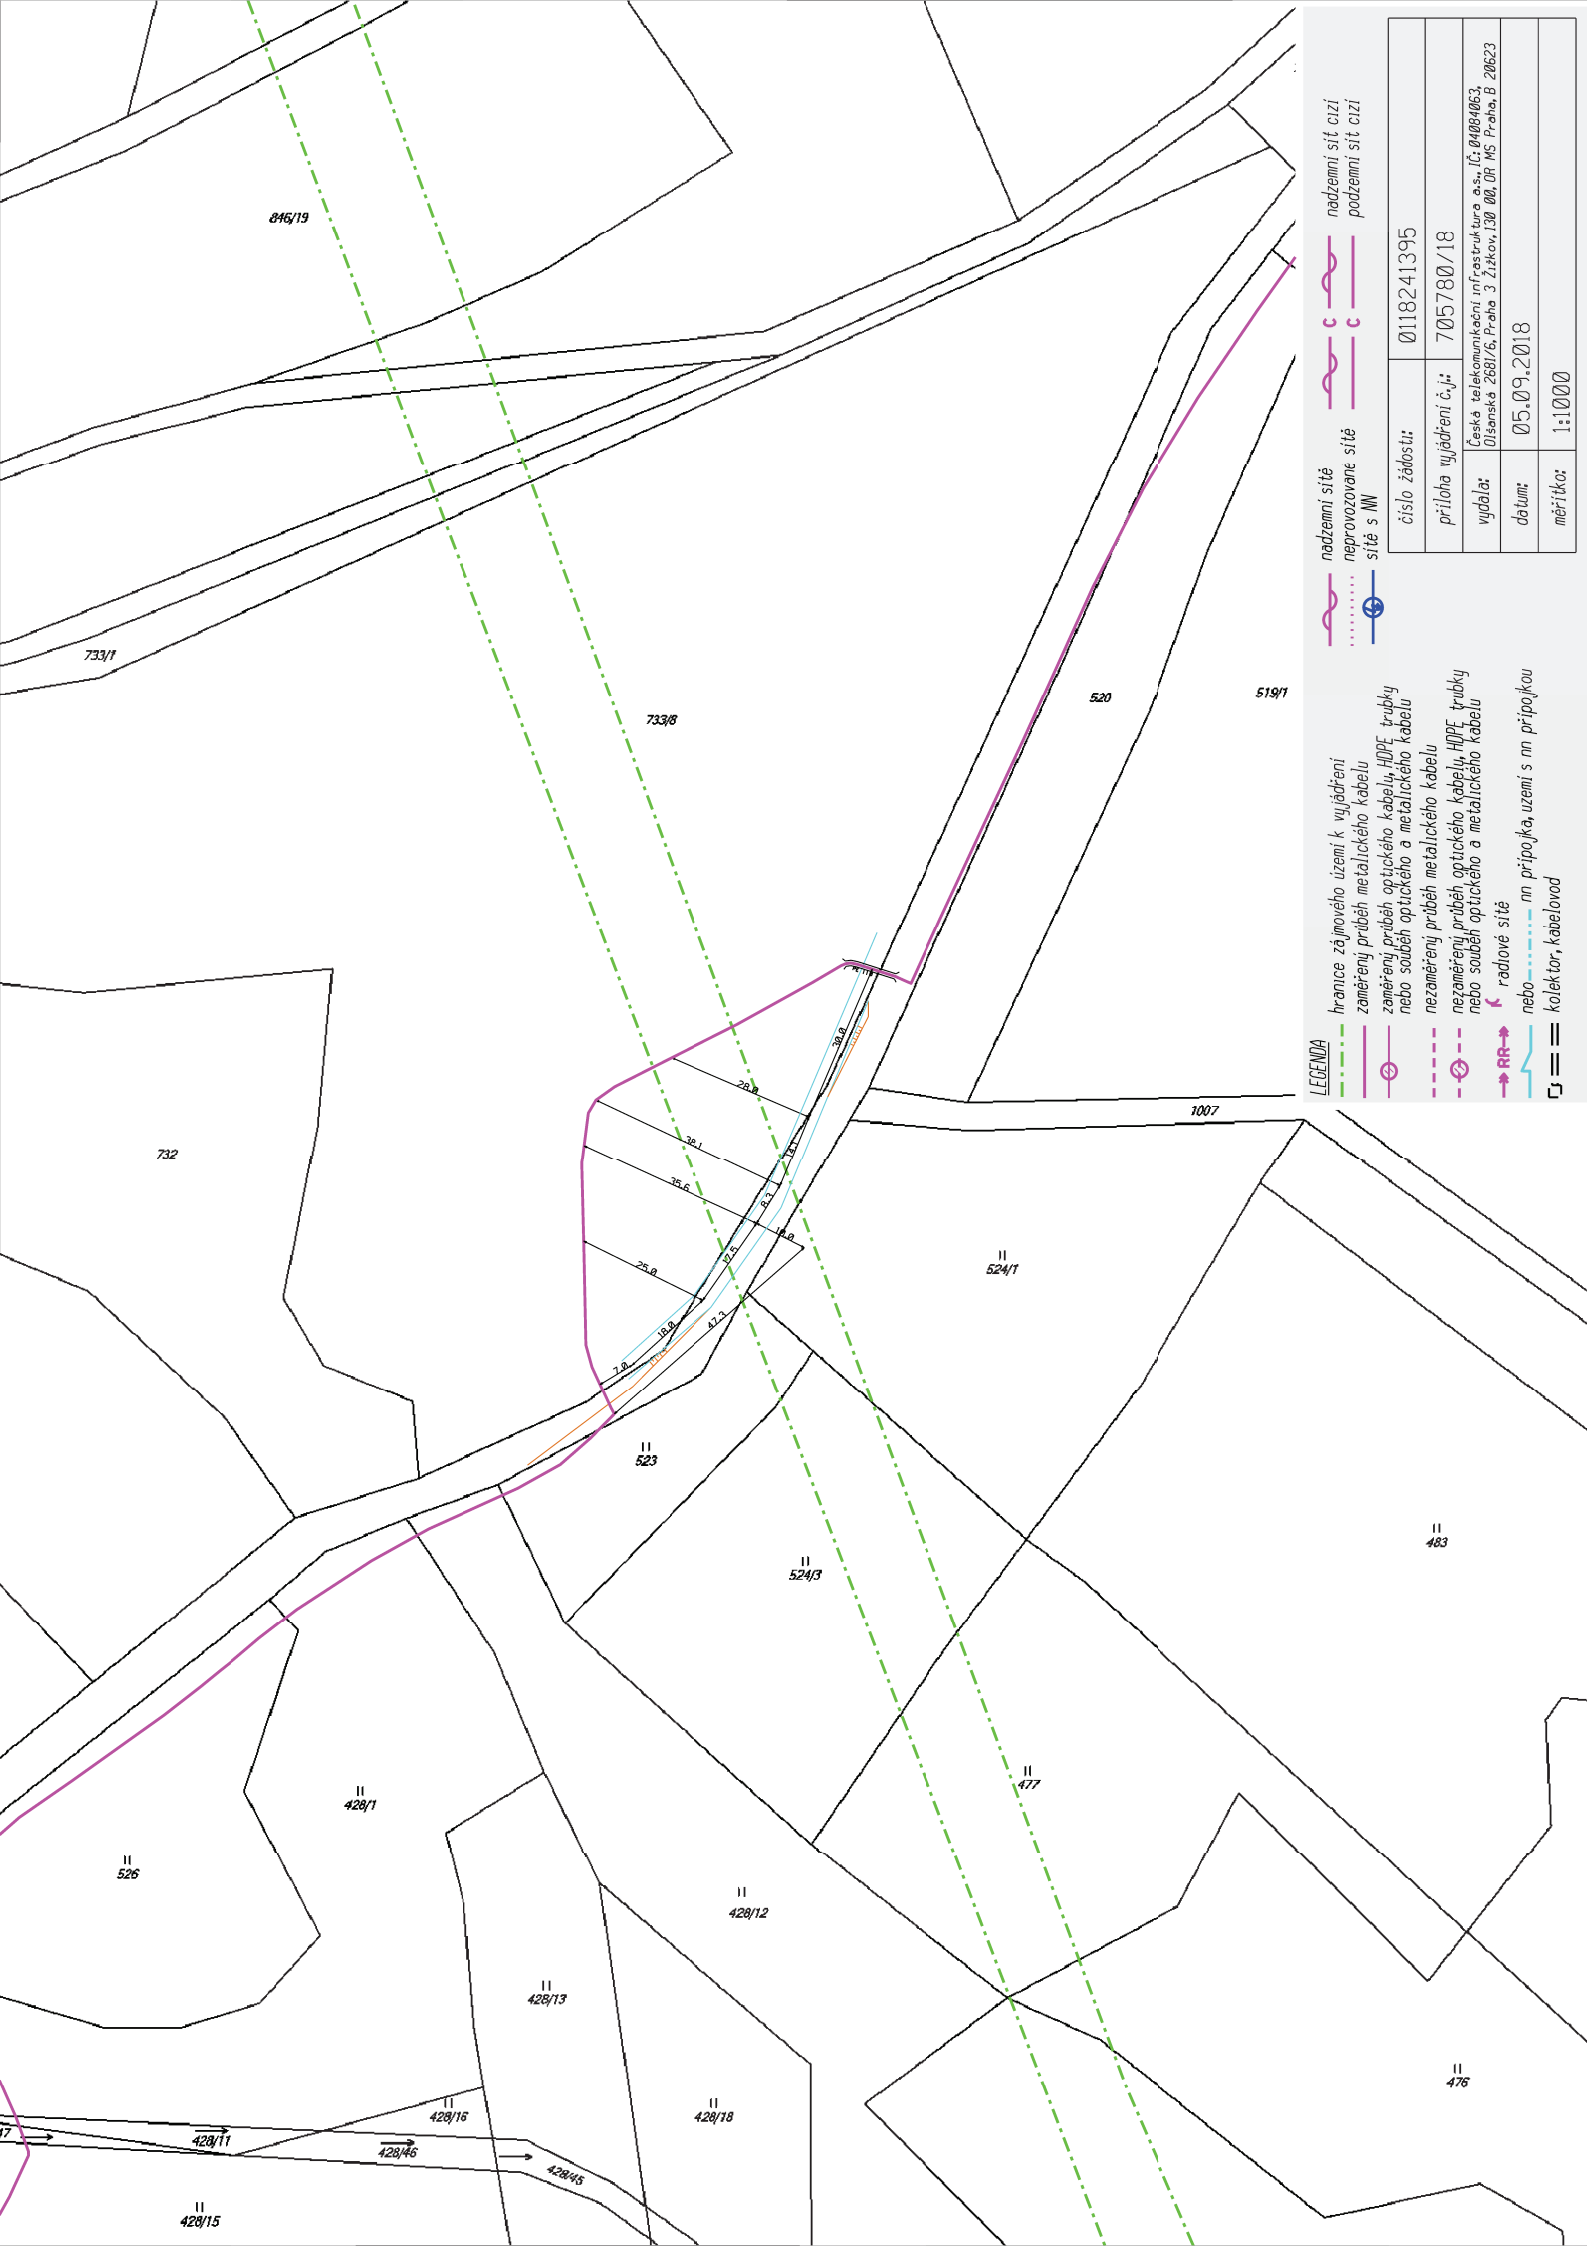 846/19
733/1
733/8
520
519/1
732
1007
30.0
28.0
38.1
14.1
35.6
8.3
10.0
17.5
25.0
47.3
18.0
7.0
524/1
523
524/3
483
477
428/1
526
428/12
428/13
476
428/16
428/18
47
428/11
428/46
428/45
428/15
LEGENDA
hranice zájmového území k vyjádření
zaměřený průběh metalického kabelu
zaměřený průběh optického kabelu, HDPE trubky
nebo souběh optického a metalického kabelu
nezaměřený průběh metalického kabelu
nezaměřený průběh optického kabelu, HDPE trubky
nebo souběh optického a metalického kabelu
RR radiové sítě
nebo nn přípojka, území s nn přípojkou
kolektor, kabelovod
nadzemní sítě
neprovozované sítě
sítě s NN
C nadzemní síť cizí
C podzemní síť cizí
číslo žádosti: 0118241395
příloha vyjádření č.j.: 705780/18
vydala: Česká telekomunikační infrastruktura a.s., IČ: 04084063,
Olšanská 2681/6, Praha 3 Žižkov, 130 00, OR MS Praha, B 20623
datum: 05.09.2018
měřítko: 1:1000